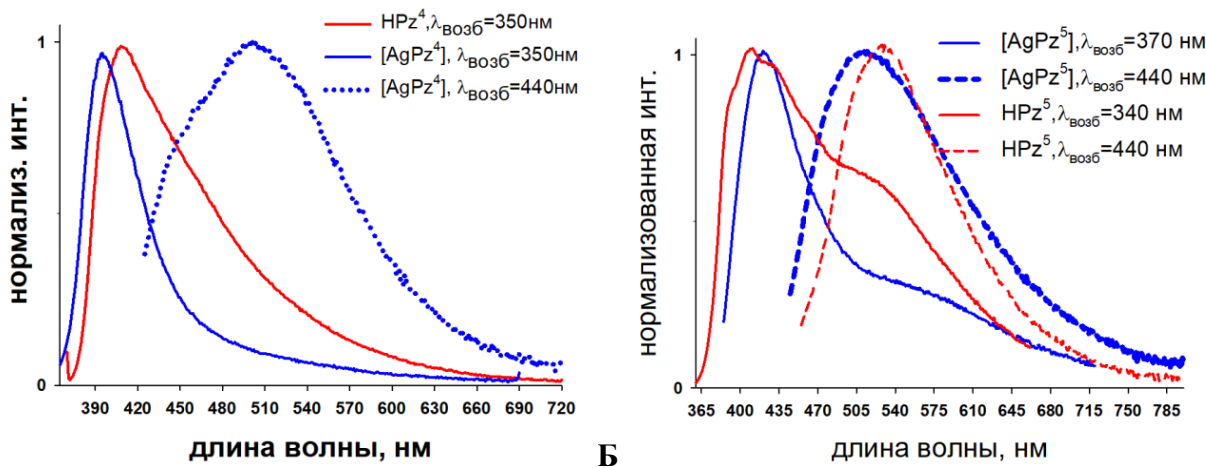 HPz⁴,λвозб=350нм
[AgPz⁴], λвозб=350нм
[AgPz⁴], λвозб=440нм
1
0
нормализ. инт.
390 420 450 480 510 540 570 600 630 660 690 720
длина волны, нм
Б
[AgPz⁵],λвозб=370 нм
[AgPz⁵],λвозб=440 нм
HPz⁵,λвозб=340 нм
HPz⁵,λвозб=440 нм
1
0
нормализованная инт.
365 400 435 470 505 540 575 610 645 680 715 750 785
длина волны, нм